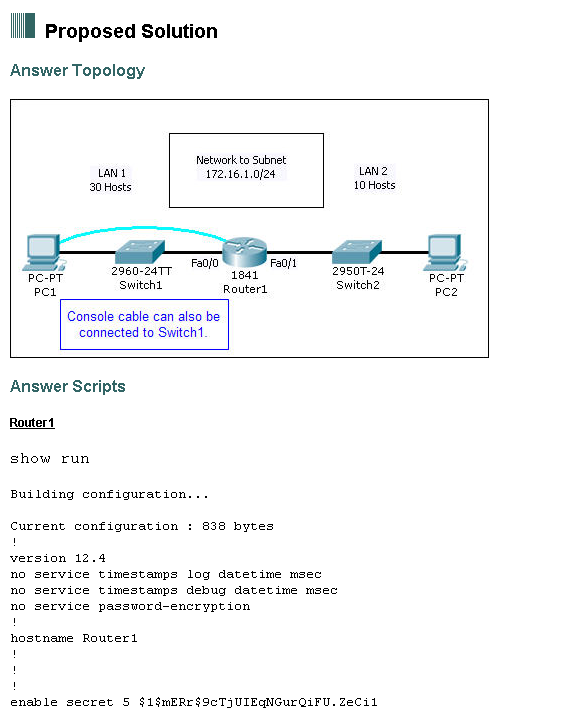 Proposed Solution
Answer Topology
Network to Subnet
172.16.1.0/24
LAN 1
30 Hosts
LAN 2
10 Hosts
PC-PT
PC1
2960-24TT
Switch1
Fa0/0
1841
Router1
Fa0/1
2950T-24
Switch2
PC-PT
PC2
Console cable can also be
connected to Switch1.
Answer Scripts
Router1
show run
Building configuration...
Current configuration : 838 bytes
!
version 12.4
no service timestamps log datetime msec
no service timestamps debug datetime msec
no service password-encryption
!
hostname Router1
!
!
!
enable secret 5 $1$mERr$9cTjUIEqNGurQiFU.ZeCi1